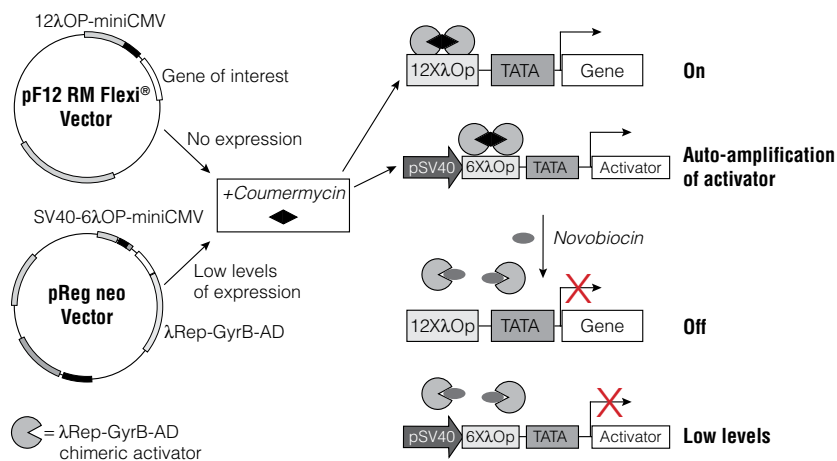 12λOP-miniCMV
Gene of interest
pF12 RM Flexi®
Vector
No expression
+Coumermycin
SV40-6λOP-miniCMV
pReg neo
Vector
Low levels
of expression
λRep-GyrB-AD
= λRep-GyrB-AD
chimeric activator
12XλOp
TATA
Gene
On
pSV40
6XλOp
TATA
Activator
Auto-amplification
of activator
Novobiocin
12XλOp
TATA
Gene
Off
pSV40
6XλOp
TATA
Activator
Low levels